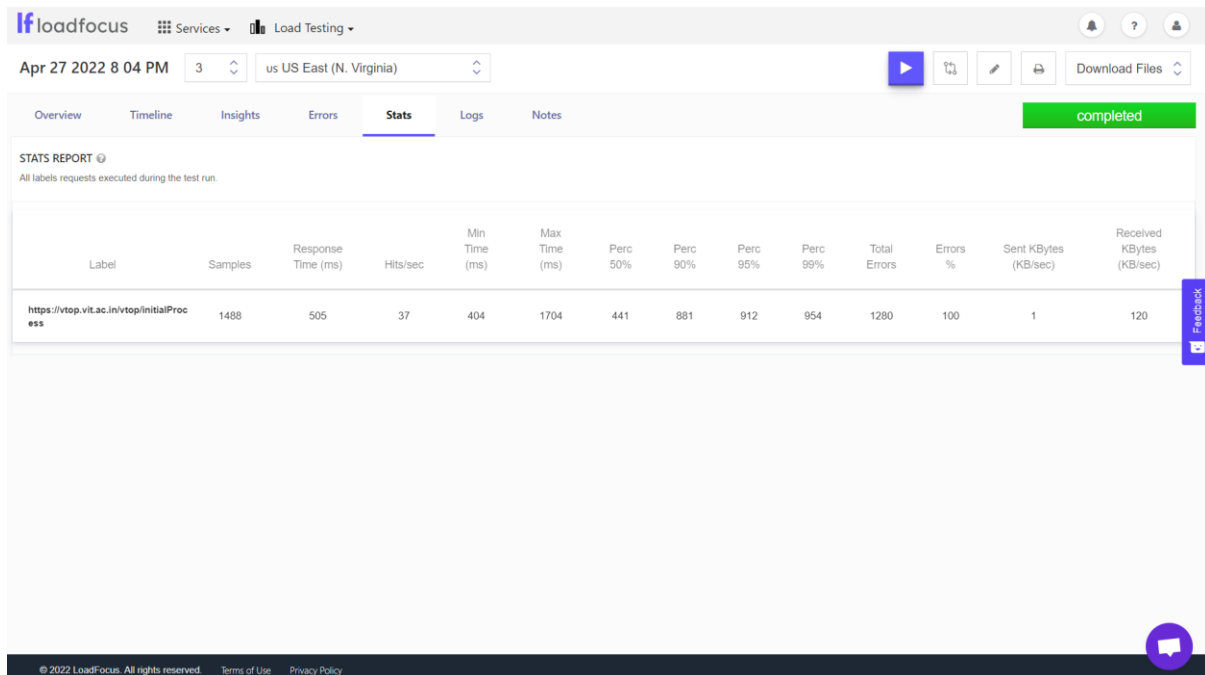 lf loadfocus Services Load Testing ?
Apr 27 2022 8 04 PM 3 us US East (N. Virginia) Download Files
Overview Timeline Insights Errors Stats Logs Notes completed
STATS REPORT ?
All labels requests executed during the test run.
Label Samples Response Time (ms) Hits/sec Min Time (ms) Max Time (ms) Perc 50% Perc 90% Perc 95% Perc 99% Total Errors Errors % Sent KBytes (KB/sec) Received KBytes (KB/sec)
https://vtop.vit.ac.in/vtop/initialProc
ess
1488 505 37 404 1704 441 881 912 954 1280 100 1 120
Feedback
© 2022 LoadFocus. All rights reserved. Terms of Use Privacy Policy